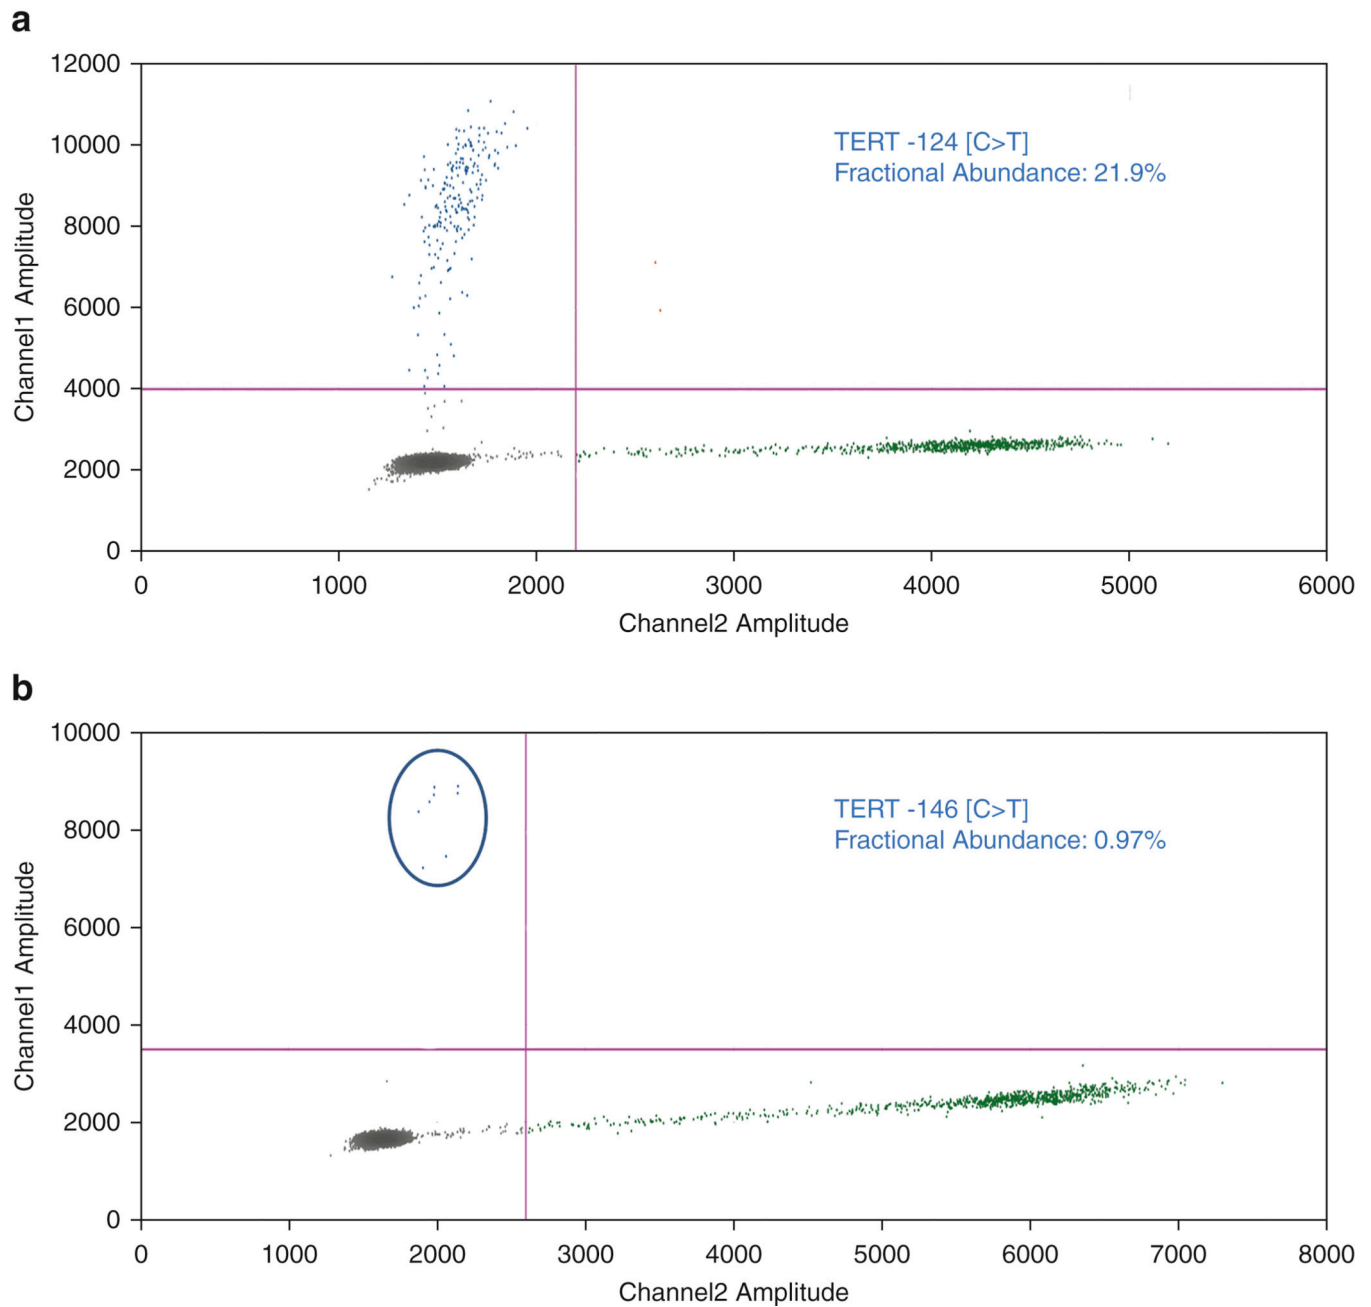 a
12000
10000
8000
6000
4000
2000
0
Channel1 Amplitude
TERT -124 [C>T]
Fractional Abundance: 21.9%
0 1000 2000 3000 4000 5000 6000
Channel2 Amplitude
b
10000
8000
6000
4000
2000
0
Channel1 Amplitude
TERT -146 [C>T]
Fractional Abundance: 0.97%
0 1000 2000 3000 4000 5000 6000 7000 8000
Channel2 Amplitude